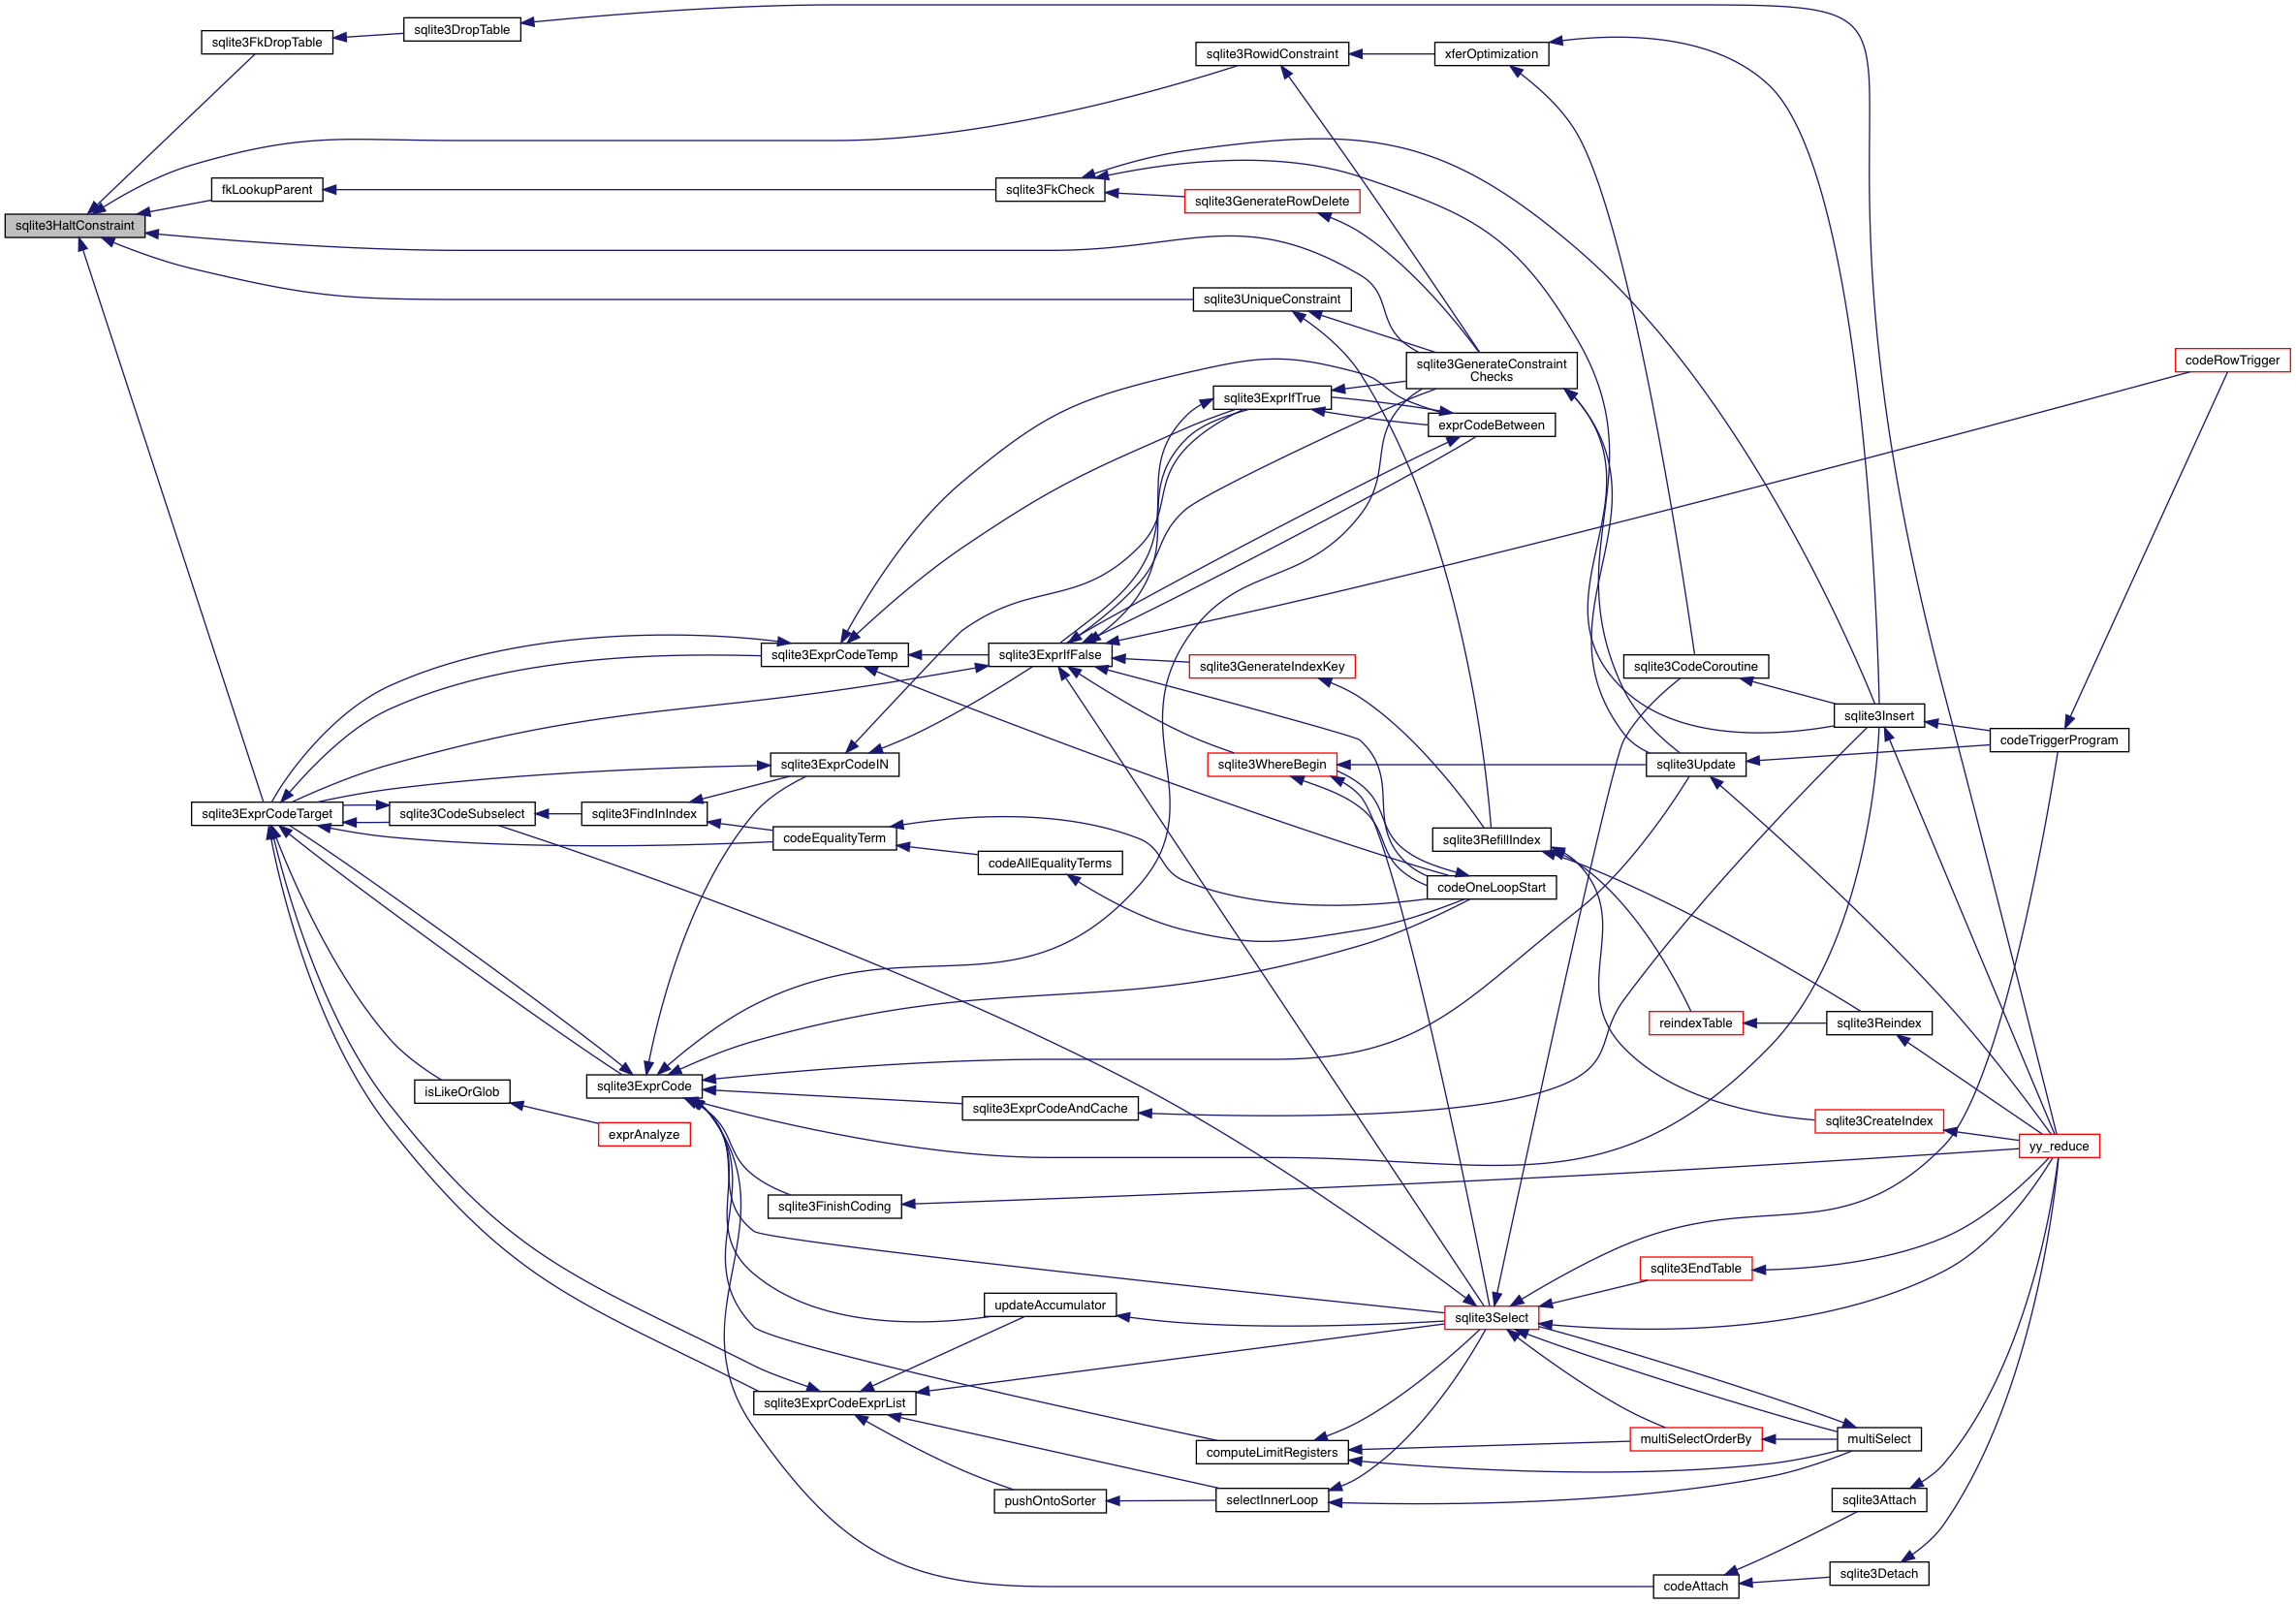 sqlite3DropTable
sqlite3FkDropTable
sqlite3RowidConstraint
xferOptimization
fkLookupParent
sqlite3FkCheck
sqlite3GenerateRowDelete
sqlite3HaltConstraint
sqlite3UniqueConstraint
sqlite3GenerateConstraint
Checks
codeRowTrigger
sqlite3ExprIfTrue
exprCodeBetween
sqlite3ExprCodeTemp
sqlite3ExprIfFalse
sqlite3GenerateIndexKey
sqlite3CodeCoroutine
sqlite3Insert
codeTriggerProgram
sqlite3ExprCodeIN
sqlite3WhereBegin
sqlite3Update
sqlite3ExprCodeTarget
sqlite3CodeSubselect
sqlite3FindInIndex
codeEqualityTerm
sqlite3RefillIndex
codeAllEqualityTerms
codeOneLoopStart
reindexTable
sqlite3Reindex
isLikeOrGlob
sqlite3ExprCode
sqlite3ExprCodeAndCache
sqlite3CreateIndex
exprAnalyze
yy_reduce
sqlite3FinishCoding
sqlite3EndTable
updateAccumulator
sqlite3Select
sqlite3ExprCodeExprList
multiSelectOrderBy
multiSelect
computeLimitRegisters
pushOntoSorter
selectInnerLoop
sqlite3Attach
sqlite3Detach
codeAttach